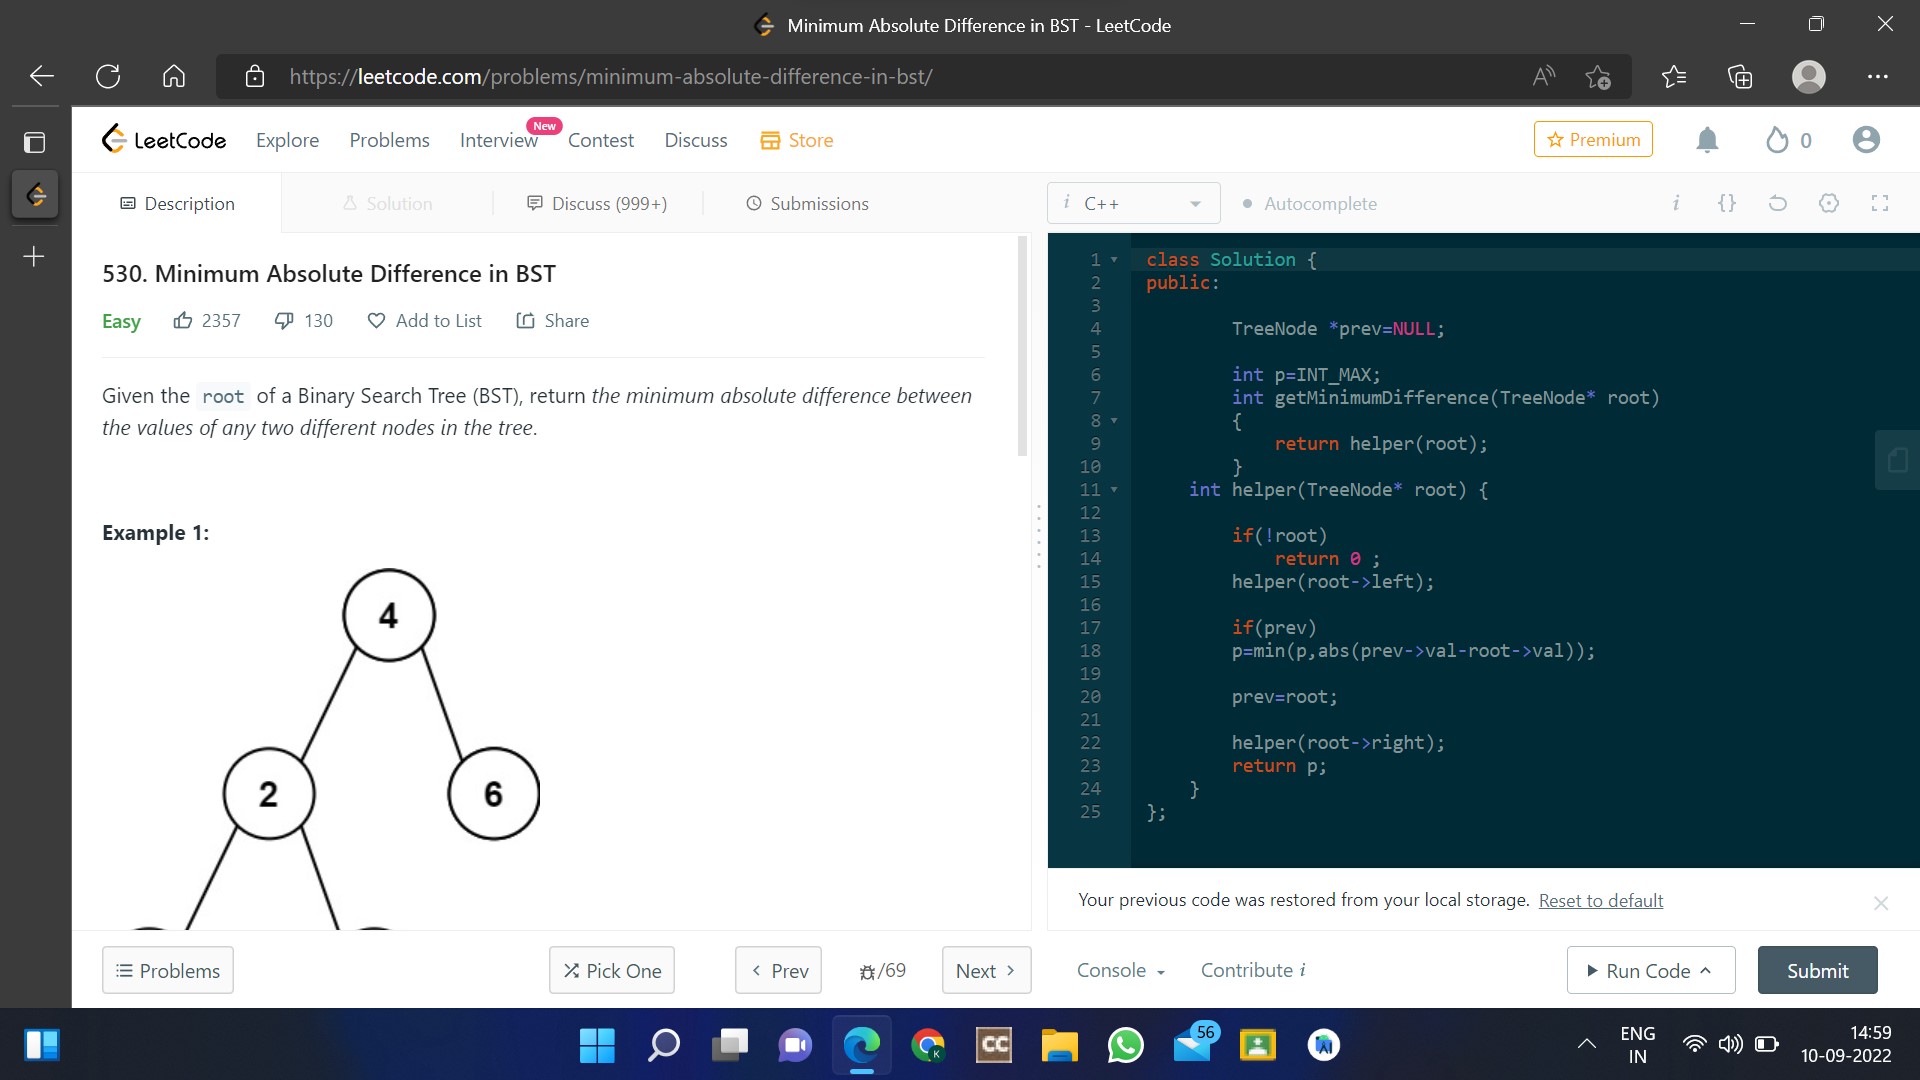 Minimum Absolute Difference in BST - LeetCode
https://leetcode.com/problems/minimum-absolute-difference-in-bst/
LeetCode Explore Problems Interview New Contest Discuss Store Premium 0
Description Solution Discuss (999+) Submissions
i C++ Autocomplete i {}
530. Minimum Absolute Difference in BST
Easy 2357 130 Add to List Share
Given the root of a Binary Search Tree (BST), return the minimum absolute difference between
the values of any two different nodes in the tree.
Example 1:
4
2 6
1 class Solution {
2 public:
3
4 TreeNode *prev=NULL;
5
6 int p=INT_MAX;
7 int getMinimumDifference(TreeNode* root)
8 {
9 return helper(root);
10 }
11 int helper(TreeNode* root) {
12
13 if(!root)
14 return 0 ;
15 helper(root->left);
16
17 if(prev)
18 p=min(p,abs(prev->val-root->val));
19
20 prev=root;
21
22 helper(root->right);
23 return p;
24 }
25 };
Your previous code was restored from your local storage. Reset to default
Problems Pick One Prev /69 Next Console Contribute i Run Code Submit
CC 56
K
ENG
IN
14:59
10-09-2022